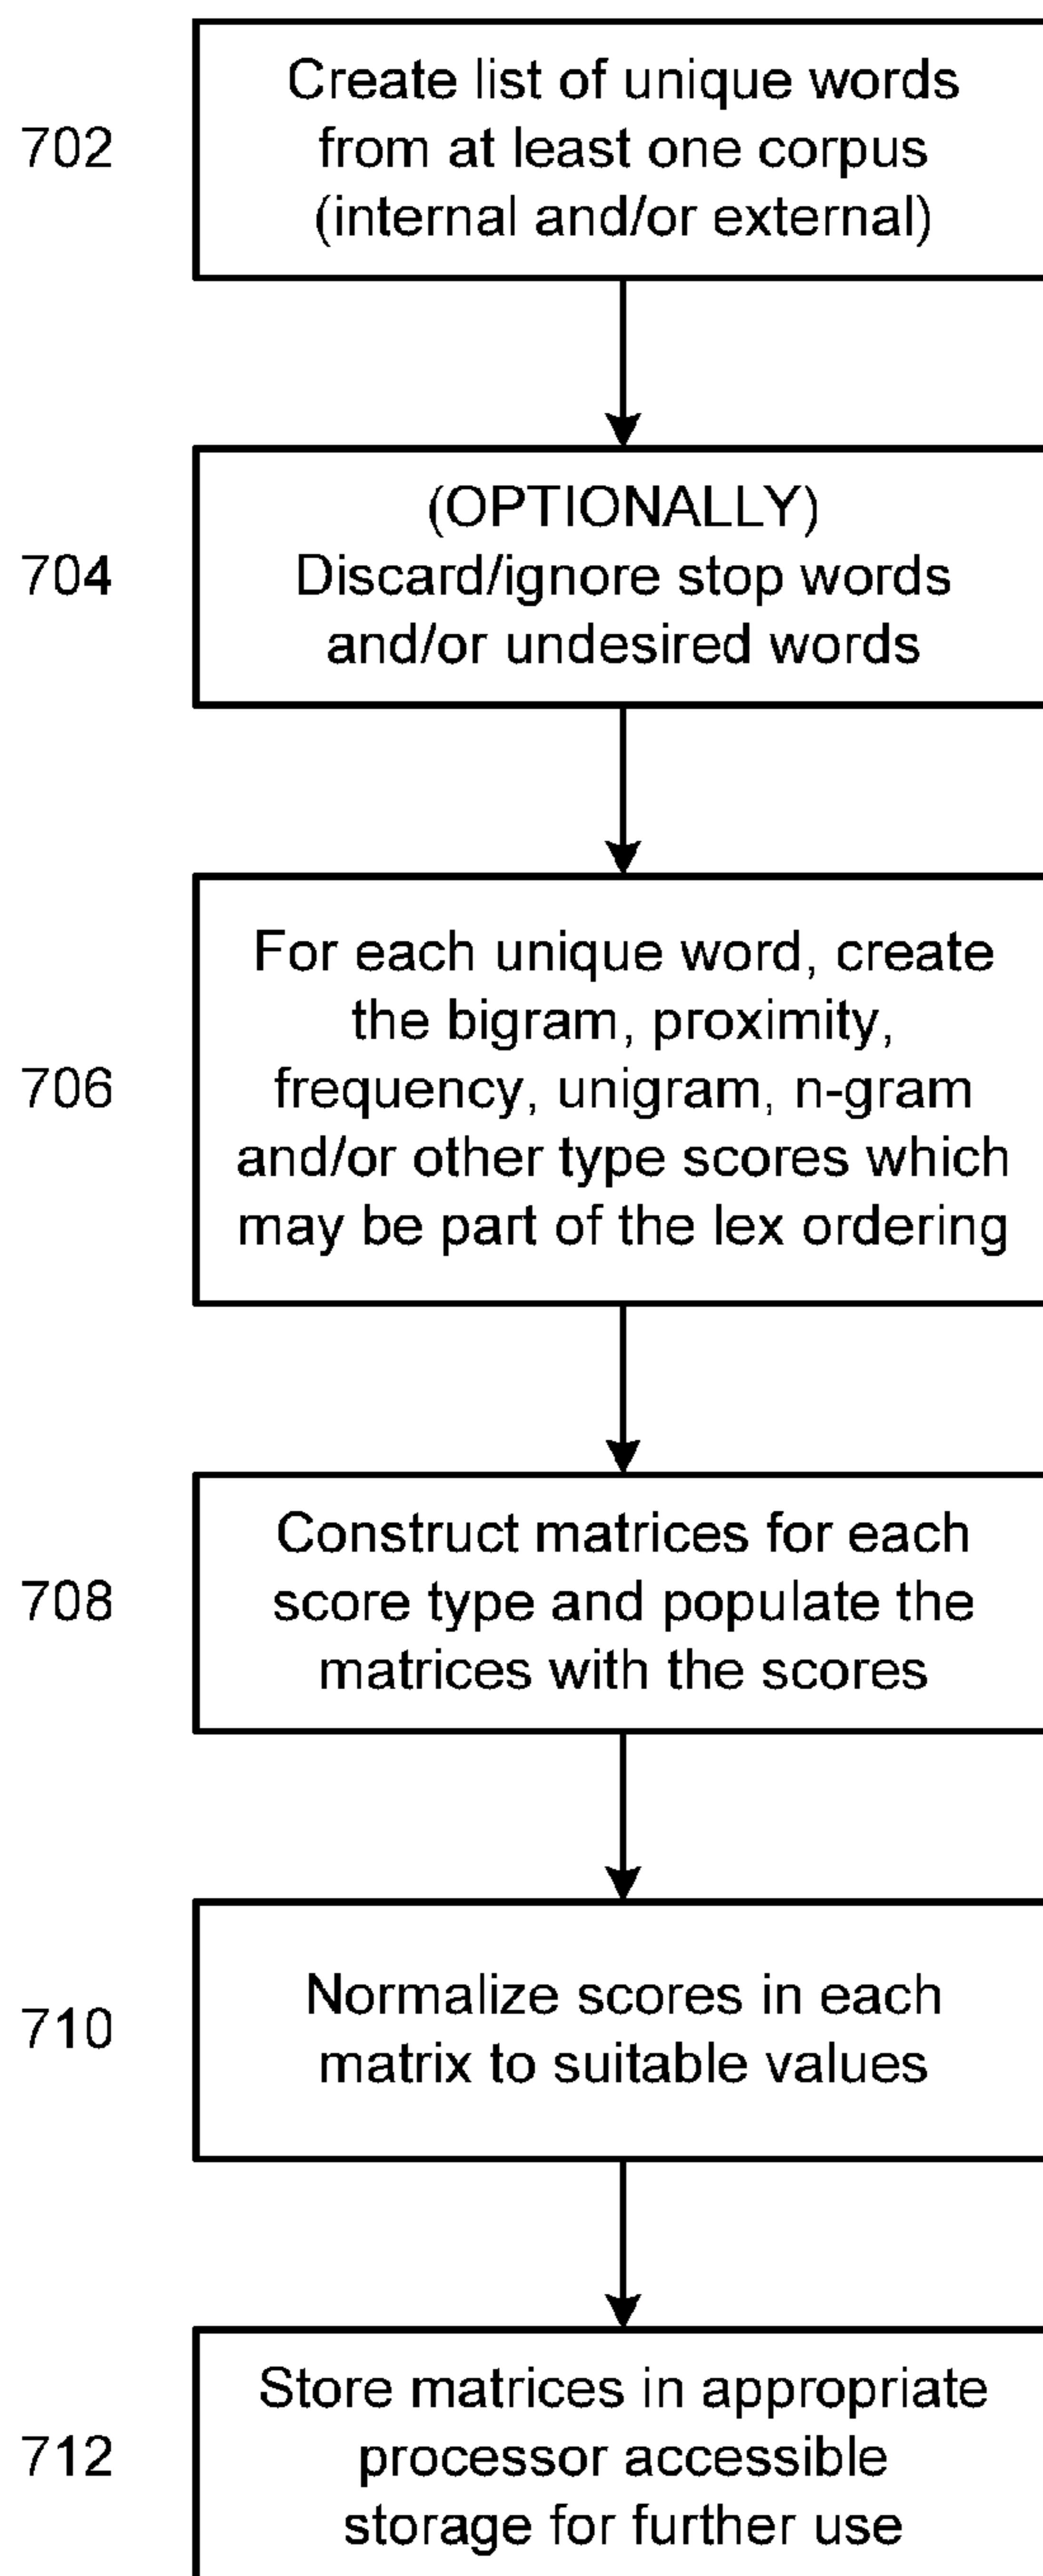 Create list of unique words
702 from at least one corpus
(internal and/or external)
(OPTIONALLY)
704 Discard/ignore stop words
and/or undesired words
For each unique word, create
the bigram, proximity,
706 frequency, unigram, n-gram
and/or other type scores which
may be part of the lex ordering
Construct matrices for each
708 score type and populate the
matrices with the scores
Normalize scores in each
710
matrix to suitable values
Store matrices in appropriate
712 processor accessible
storage for further use